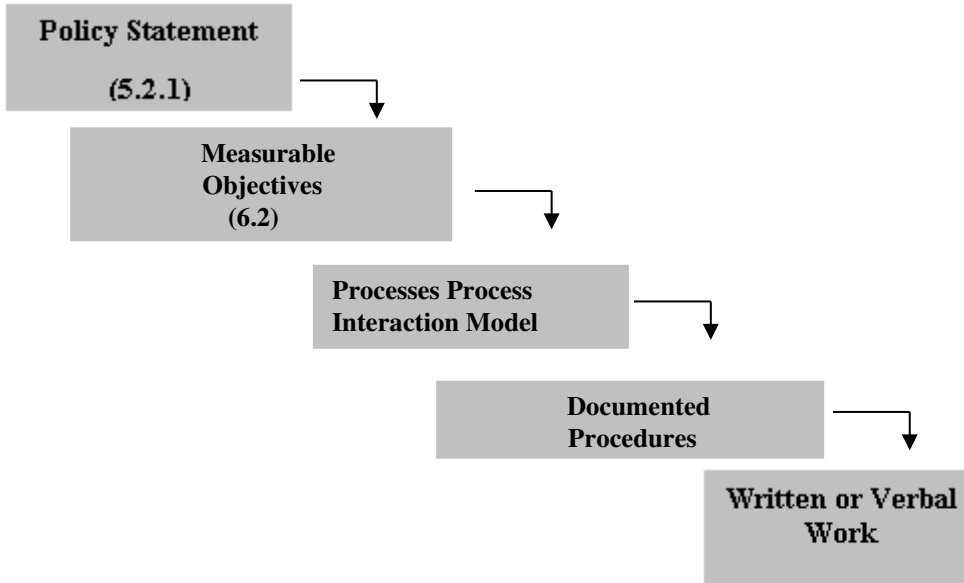 Policy Statement
(5.2.1)
Measurable
Objectives
(6.2)
Processes Process
Interaction Model
Documented
Procedures
Written or Verbal
Work